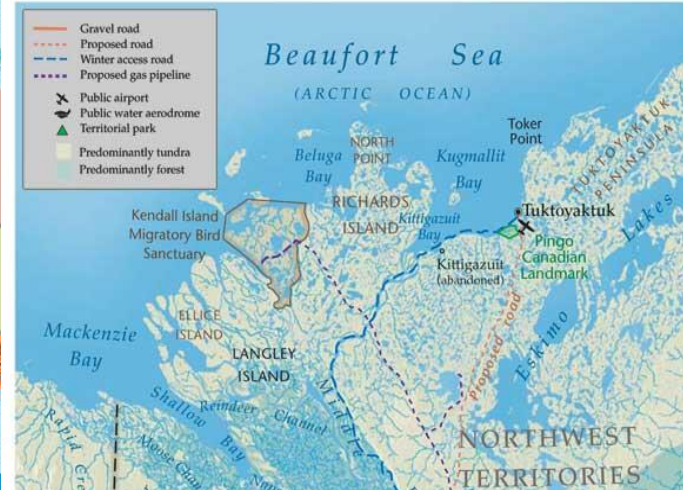 Gravel road
Proposed road
Winter access road
Proposed gas pipeline
Public airport
Public water aerodrome
Territorial park
Predominantly tundra
Predominantly forest
Beaufort Sea
(ARCTIC OCEAN)
Toker
Point
TUKTOYAKTUK
PENINSULA
NORTH
POINT
Beluga
Bay
Kugmallit
Bay
RICHARDS
ISLAND
Kendall Island
Migratory Bird
Sanctuary
Kittigazuit
Bay
Tuktoyaktuk
Pingo
Canadian
Landmark
Kittigazuit
(abandoned)
Eskimo Lakes
Proposed road
ELLICE
ISLAND
Mackenzie
Bay
LANGLEY
ISLAND
Shallow Bay
Reindeer Channel
Middle
Moose
NORTHWEST
TERRITORIES